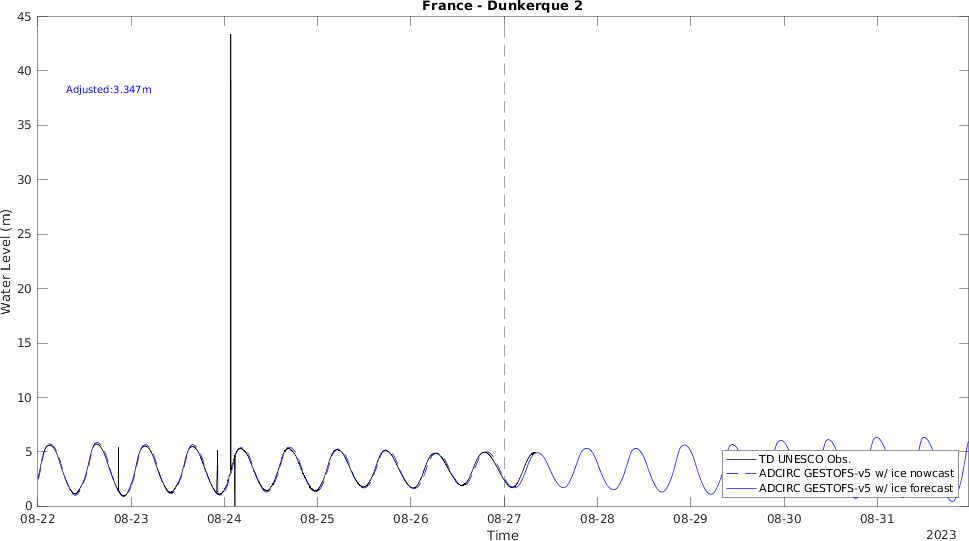 France - Dunkerque 2
45
40
35
30
25
20
15
10
5
0
Water Level (m)
Adjusted:3.347m
TD UNESCO Obs.
ADCIRC GESTOFS-v5 w/ ice nowcast
ADCIRC GESTOFS-v5 w/ ice forecast
08-22 08-23 08-24 08-25 08-26 08-27 08-28 08-29 08-30 08-31
Time
2023